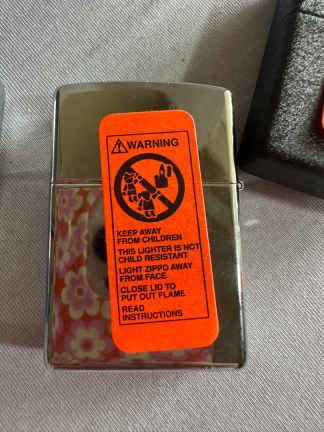 WARNING
KEEP AWAY
FROM CHILDREN
THIS LIGHTER IS NOT
CHILD RESISTANT
LIGHT ZIPPO AWAY
FROM FACE
CLOSE LID TO
PUT OUT FLAME
READ
INSTRUCTIONS